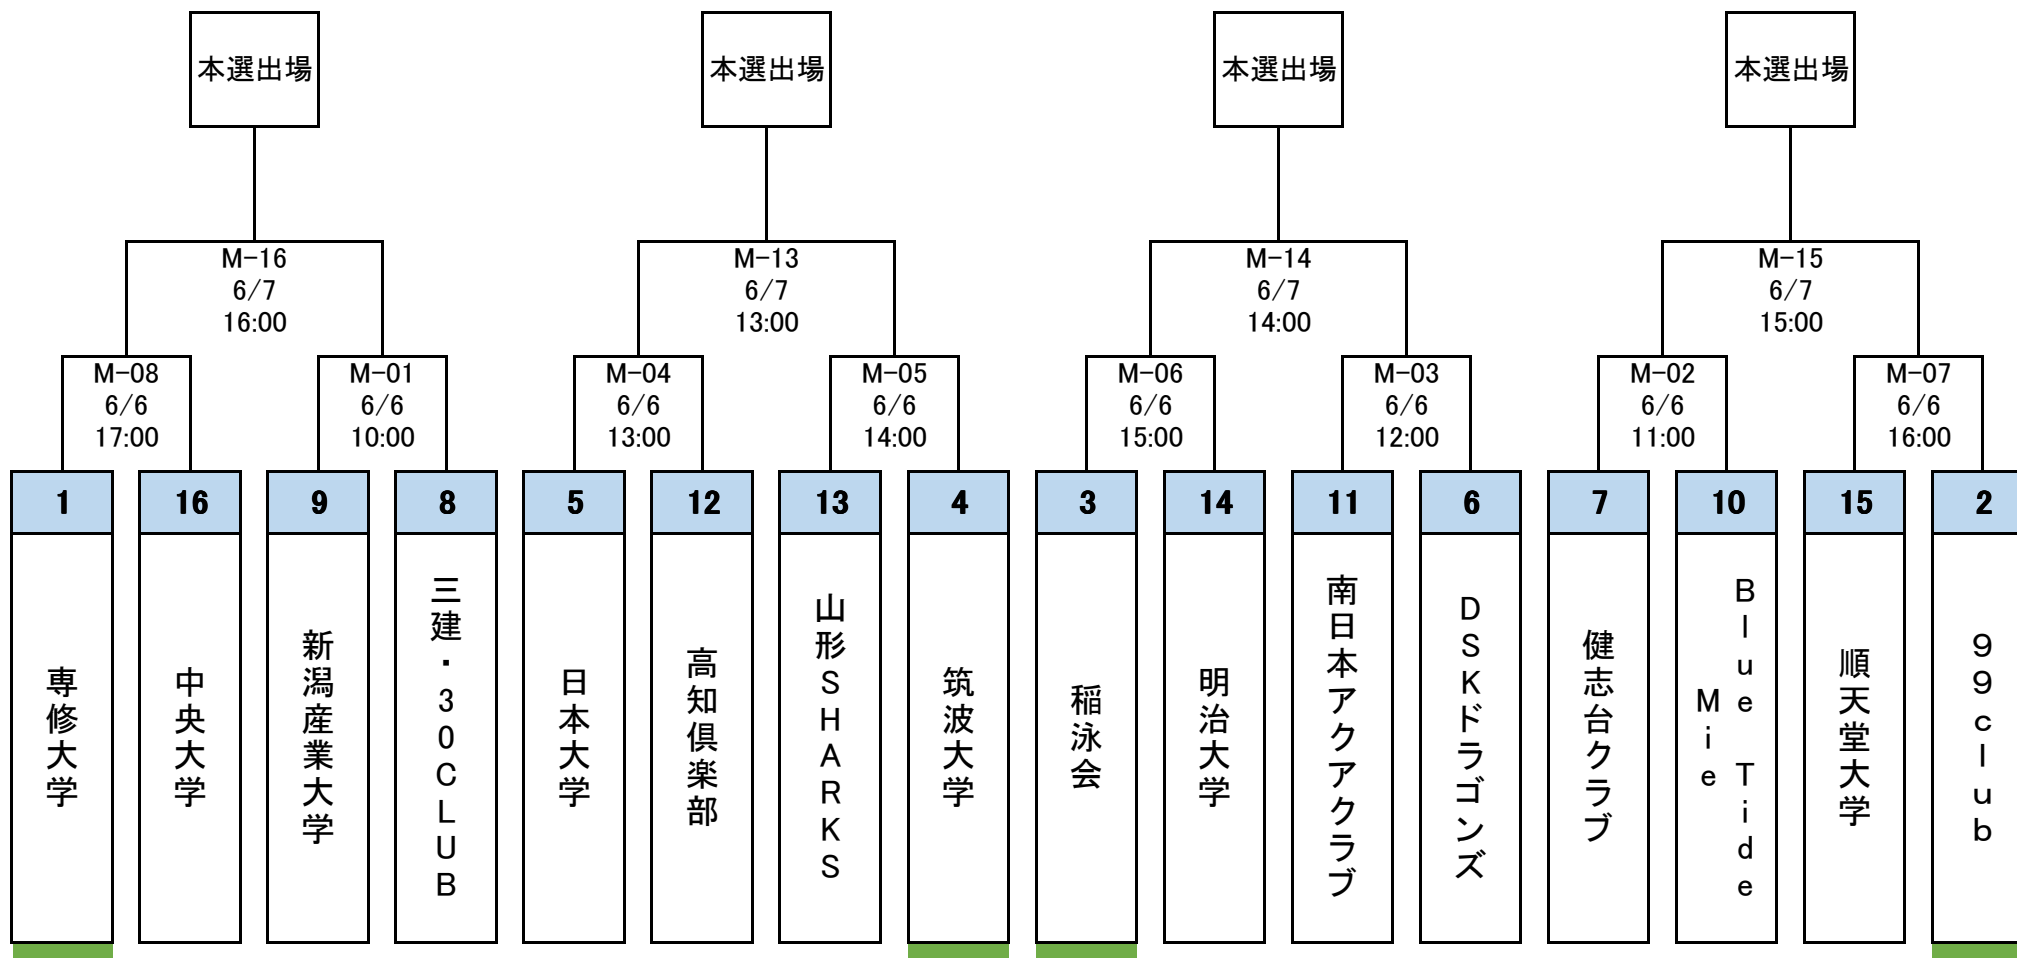 本選出場
本選出場
本選出場
本選出場
M-16
6/7
16:00
M-13
6/7
13:00
M-14
6/7
14:00
M-15
6/7
15:00
M-08
6/6
17:00
M-01
6/6
10:00
M-04
6/6
13:00
M-05
6/6
14:00
M-06
6/6
15:00
M-03
6/6
12:00
M-02
6/6
11:00
M-07
6/6
16:00
1
専修大学
16
中央大学
9
新潟産業大学
8
三建・30CLUB
5
日本大学
12
高知倶楽部
13
山形SHARKS
4
筑波大学
3
稲泳会
14
明治大学
11
南日本アクアクラブ
6
DSKドラゴンズ
7
健志台クラブ
10
Blue Tide
Mie
15
順天堂大学
2
99club